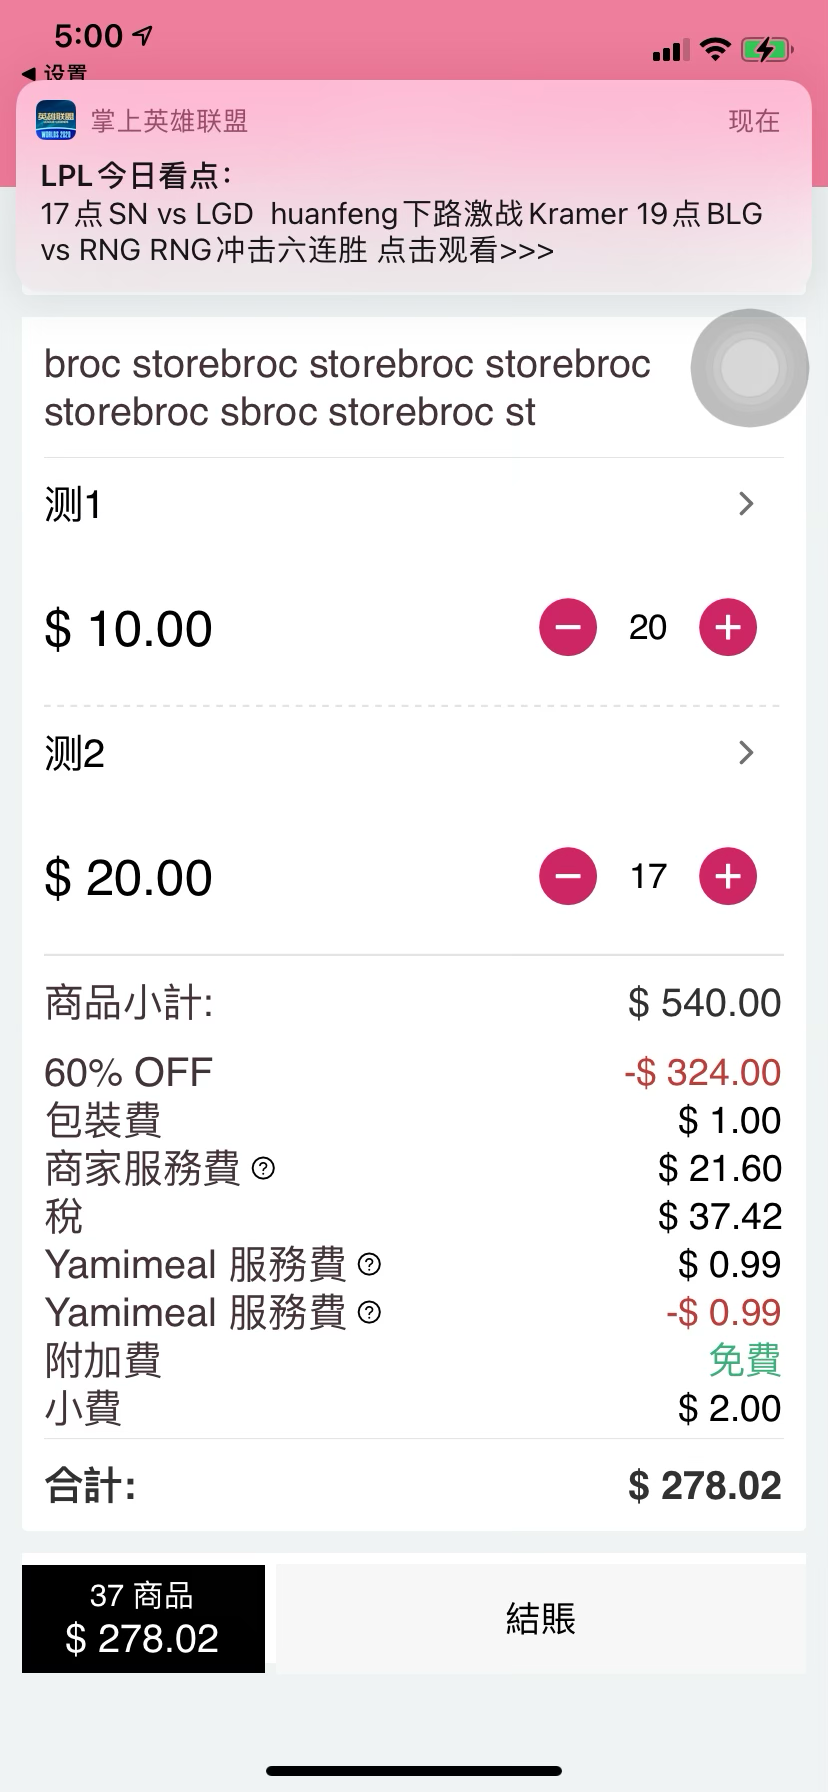 5:00
设置
英雄联盟
WORLDS 2020
掌上英雄联盟
现在
LPL今日看点：
17点SN vs LGD huanfeng下路激战Kramer 19点BLG
vs RNG RNG冲击六连胜 点击观看>>>
broc storebroc storebroc storebroc
storebroc sbroc storebroc st
测1
$ 10.00
20
测2
$ 20.00
17
商品小計: $ 540.00
60% OFF -$ 324.00
包裝費 $ 1.00
商家服務費 $ 21.60
稅 $ 37.42
Yamimeal 服務費 $ 0.99
Yamimeal 服務費 -$ 0.99
附加費 免費
小費 $ 2.00
合計: $ 278.02
37 商品
$ 278.02
結賬